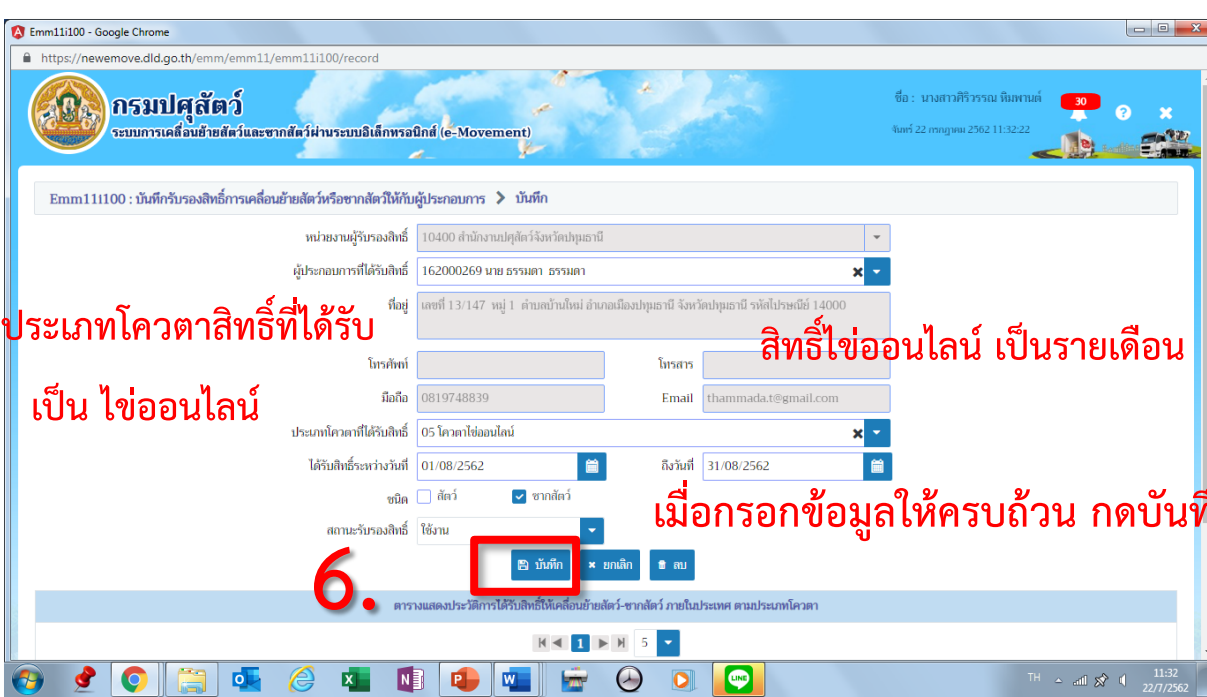 Emm11i100 - Google Chrome
https://newemove.dld.go.th/emm/emm11/emm11i100/record
กรมปศุสัตว์
ระบบการเคลื่อนย้ายสัตว์และซากสัตว์ผ่านระบบอิเล็กทรอนิกส์ (e-Movement)
ชื่อ : นางสาวศิริวรรณ พิมพานต์
30
จันทร์ 22 กรกฎาคม 2562 11:32:22
Emm11I100 : บันทึกรับรองสิทธิ์การเคลื่อนย้ายสัตว์หรือซากสัตว์ให้กับผู้ประกอบการ > บันทึก
หน่วยงานผู้รับรองสิทธิ์ 10400 สำนักงานปศุสัตว์จังหวัดปทุมธานี
ผู้ประกอบการที่ได้รับสิทธิ์ 162000269 นาย ธรรมดา ธรรมดา
ที่อยู่ เลขที่ 13/147 หมู่ 1 ตำบลบ้านใหม่ อำเภอเมืองปทุมธานี จังหวัดปทุมธานี รหัสไปรษณีย์ 14000
ประเภทโควตาสิทธิ์ที่ได้รับ
สิทธิ์ไข่ออนไลน์ เป็นรายเดือน
โทรศัพท์ โทรสาร
เป็น ไข่ออนไลน์
มือถือ 0819748839 Email thammada.t@gmail.com
ประเภทโควตาที่ได้รับสิทธิ์ 05 โควตาไข่ออนไลน์
ได้รับสิทธิ์ระหว่างวันที่ 01/08/2562 ถึงวันที่ 31/08/2562
ชนิด สัตว์ ซากสัตว์
เมื่อกรอกข้อมูลให้ครบถ้วน กดบันที
สถานะรับรองสิทธิ์ ใช้งาน
6.
บันทึก ยกเลิก ลบ
ตารางแสดงประวัติการได้รับสิทธิ์ให้เคลื่อนย้ายสัตว์-ซากสัตว์ ภายในประเทศ ตามประเภทโควตา
1 5
TH 11:32
22/7/2562